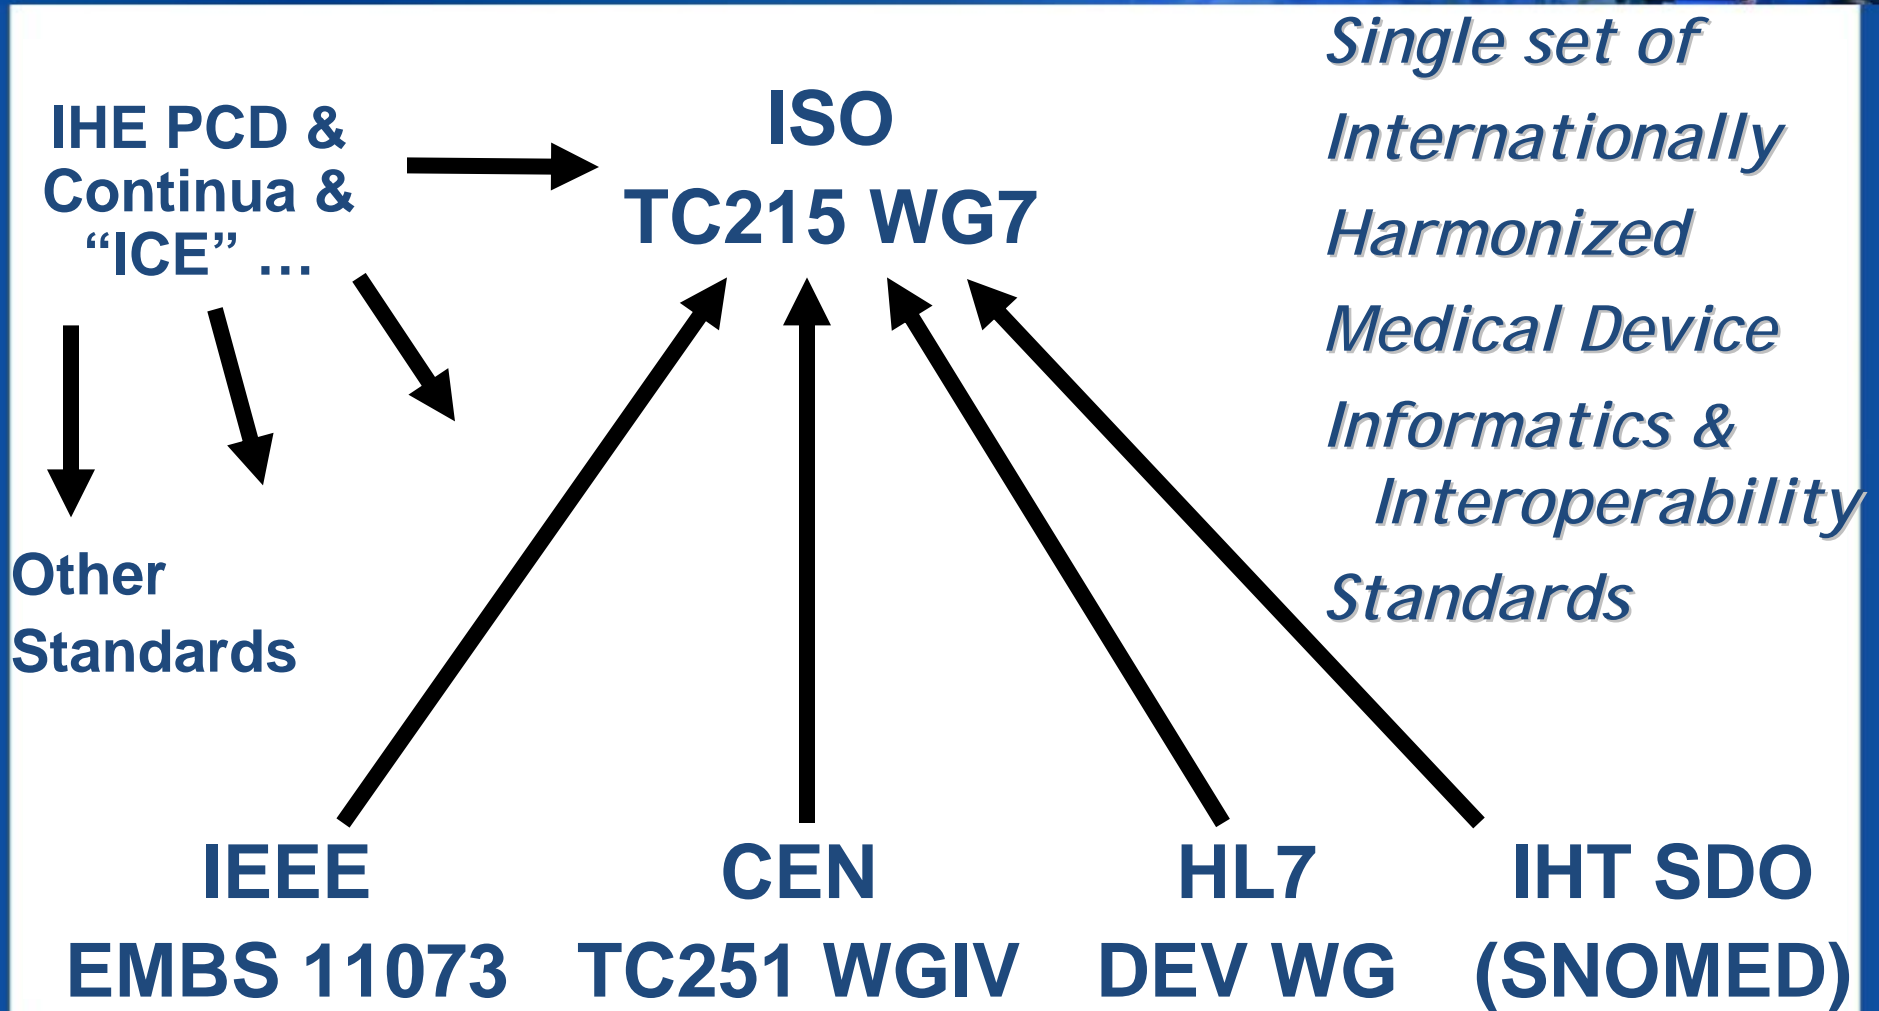 IHE PCD &
Continua &
“ICE” …
ISO
TC215 WG7
Single set of
Internationally
Harmonized
Medical Device
Informatics &
Interoperability
Standards
Other
Standards
IEEE
EMBS 11073
CEN
TC251 WGIV
HL7
DEV WG
IHT SDO
(SNOMED)